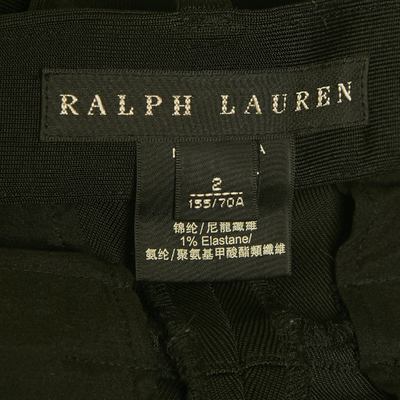 RALPH LAUREN
2
155/70A
锦纶/尼龍纖維
1% Elastane/
氨纶/聚氨基甲酸酯類纖維